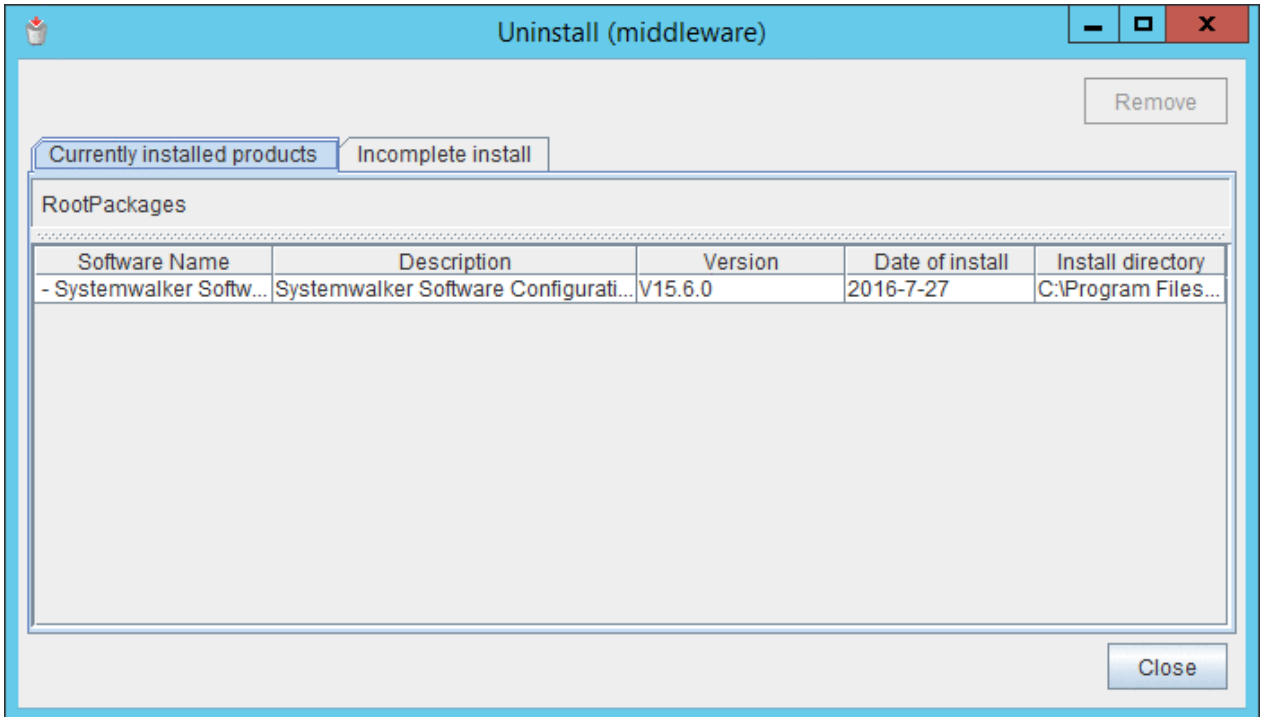 Uninstall (middleware)
Remove
Currently installed products Incomplete install
RootPackages
Software Name Description Version Date of install Install directory
- Systemwalker Softw... Systemwalker Software Configurati... V15.6.0 2016-7-27 C:\Program Files...
Close